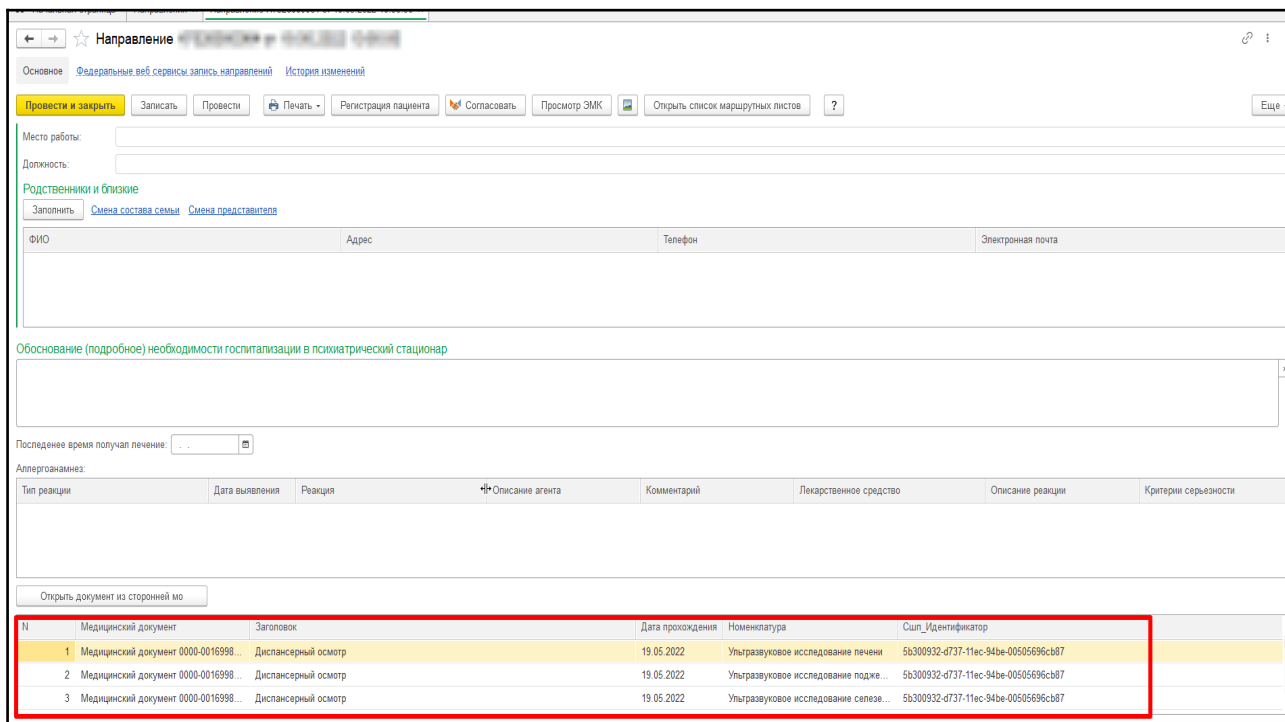 Направление
Основное Федеральные веб сервисы запись направлений История изменений
Провести и закрыть Записать Провести Печать Регистрация пациента Согласовать Просмотр ЭМК Открыть список маршрутных листов ? Еще
Место работы:
Должность:
Родственники и близкие
Заполнить Смена состава семьи Смена представителя
ФИО Адрес Телефон Электронная почта
Обоснование (подробное) необходимости госпитализации в психиатрический стационар
Последенее время получал лечение: . .
Аллергоанамнез:
Тип реакции Дата выявления Реакция Описание агента Комментарий Лекарственное средство Описание реакции Критерии серьезности
Открыть документ из сторонней мо
N Медицинский документ Заголовок Дата прохождения Номенклатура Сшп_Идентификатор
1 Медицинский документ 0000-0016998... Диспансерный осмотр 19.05.2022 Ультразвуковое исследование печени 5b300932-d737-11ec-94be-00505696cb87
2 Медицинский документ 0000-0016998... Диспансерный осмотр 19.05.2022 Ультразвуковое исследование подже... 5b300932-d737-11ec-94be-00505696cb87
3 Медицинский документ 0000-0016998... Диспансерный осмотр 19.05.2022 Ультразвуковое исследование селезе... 5b300932-d737-11ec-94be-00505696cb87